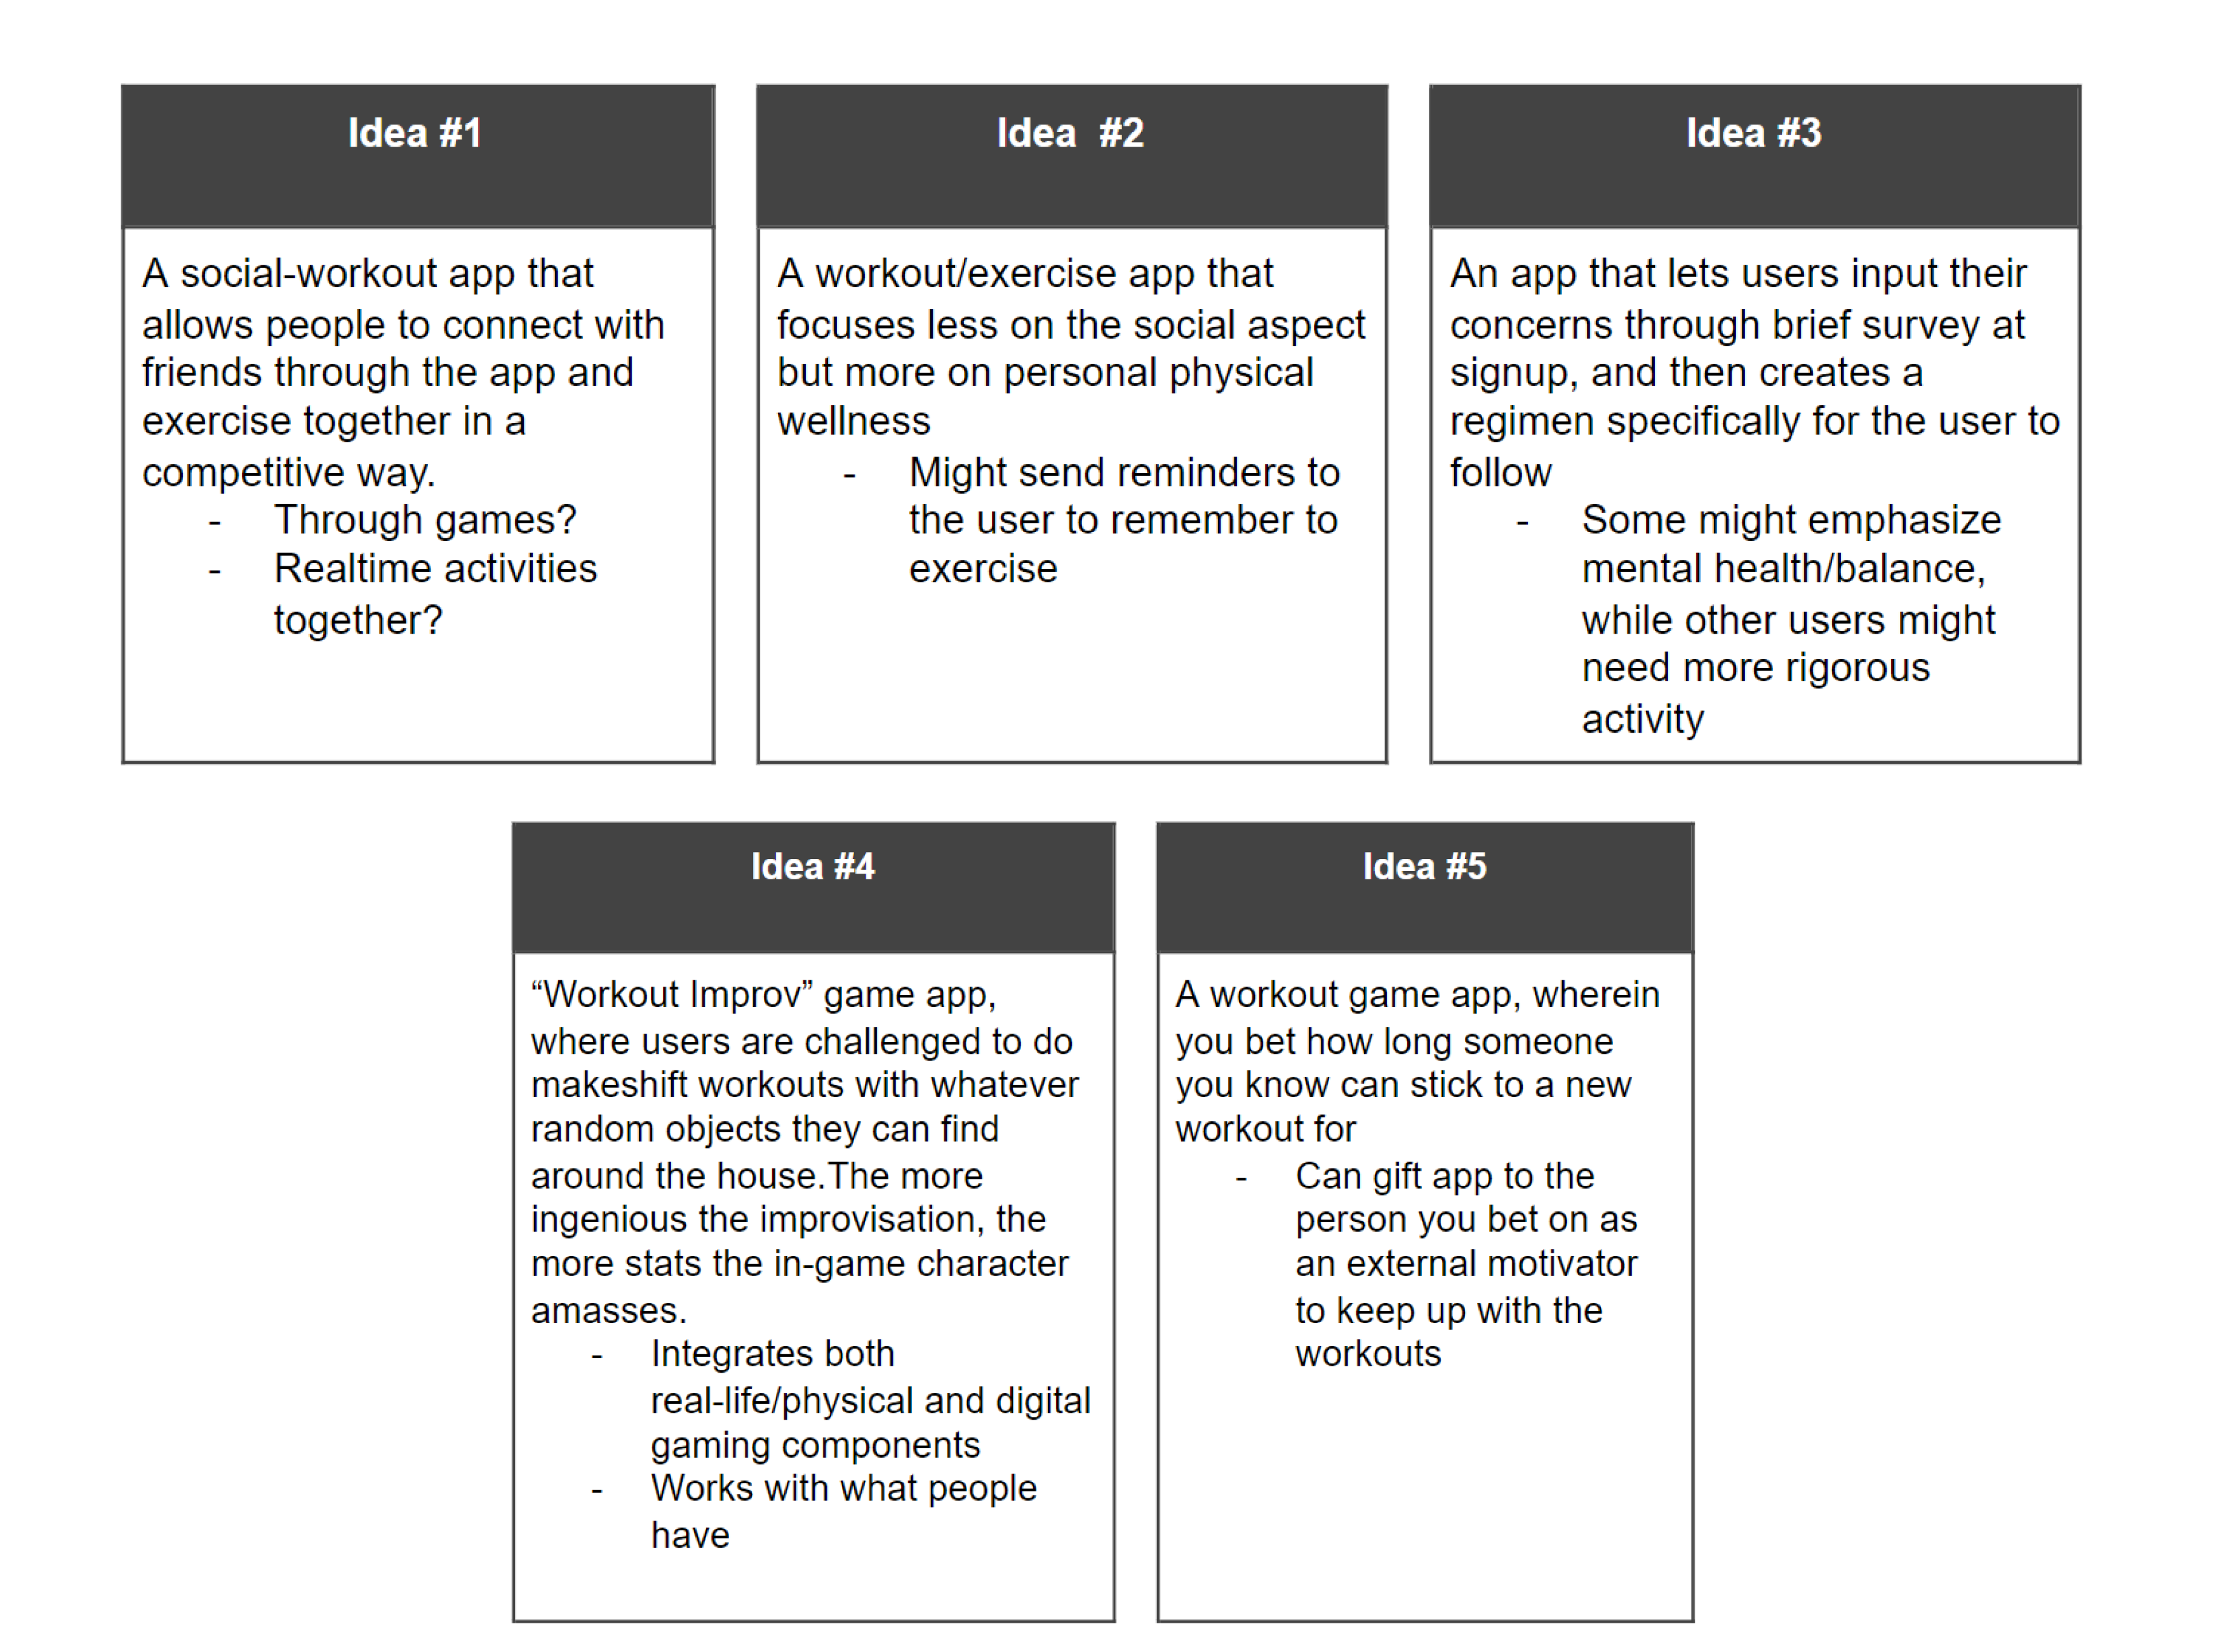 Idea #1
A social-workout app that
allows people to connect with
friends through the app and
exercise together in a
competitive way.
- Through games?
- Realtime activities
together?
Idea  #2
A workout/exercise app that
focuses less on the social aspect
but more on personal physical
wellness
- Might send reminders to
the user to remember to
exercise
Idea #3
An app that lets users input their
concerns through brief survey at
signup, and then creates a
regimen specifically for the user to
follow
- Some might emphasize
mental health/balance,
while other users might
need more rigorous
activity
Idea #4
“Workout Improv” game app,
where users are challenged to do
makeshift workouts with whatever
random objects they can find
around the house.The more
ingenious the improvisation, the
more stats the in-game character
amasses.
- Integrates both
real-life/physical and digital
gaming components
- Works with what people
have
Idea #5
A workout game app, wherein
you bet how long someone
you know can stick to a new
workout for
- Can gift app to the
person you bet on as
an external motivator
to keep up with the
workouts